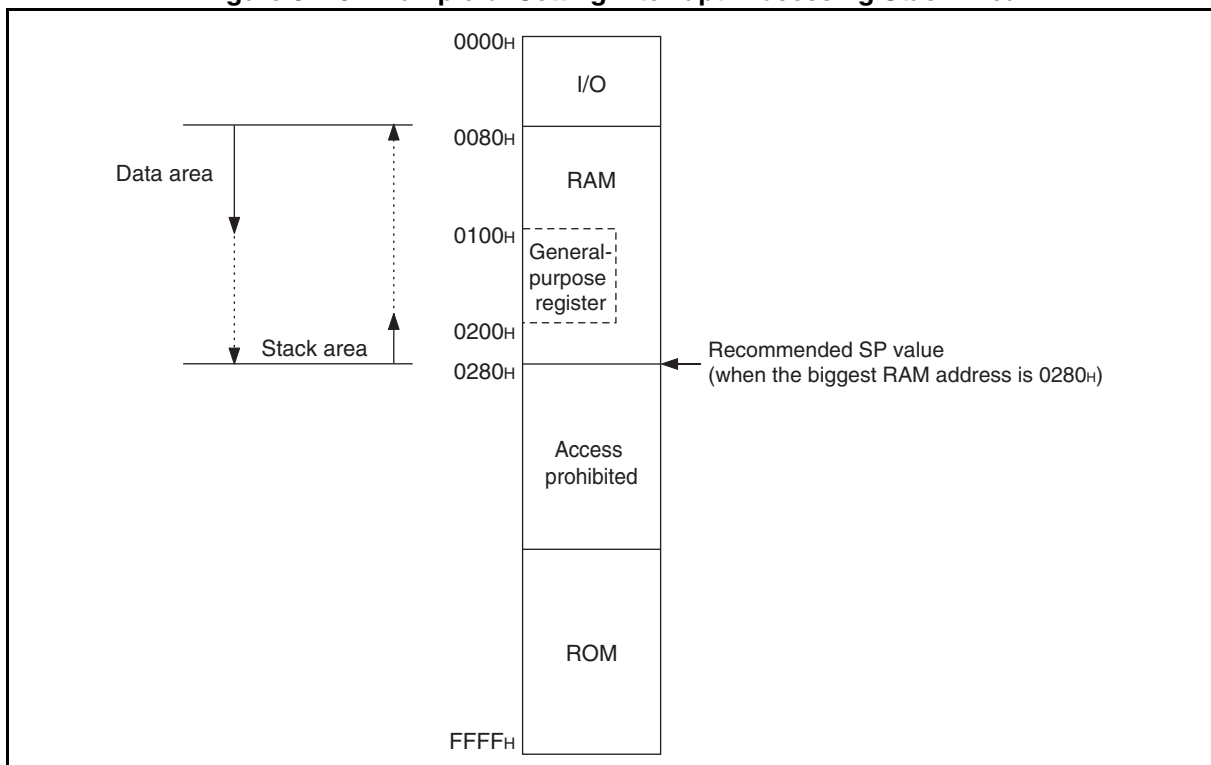 0000H
I/O
0080H
Data area
RAM
0100H
General-
purpose
register
0200H
Stack area
0280H
Recommended SP value
(when the biggest RAM address is 0280H)
Access
prohibited
ROM
FFFFH